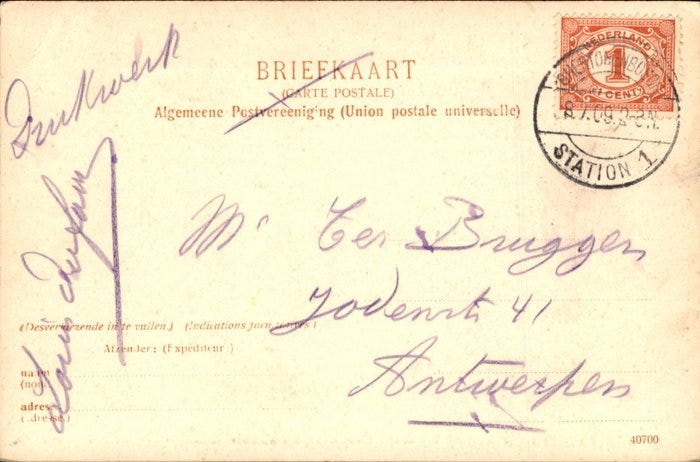 Drukwerk
BRIEFKAART
(CARTE POSTALE)
Algemeene Postvereeniging (Union postale universelle)
NEDERLAND
1
CENT
STATION 1
Mr Ter Bruggen
Jodenstr 41
Antwerpen
Louis
(Desverkiezende in te vullen.) (Indications facultatives)
Afzender: (Expéditeur)
naam
(nom)
adres
(adresse)
40700